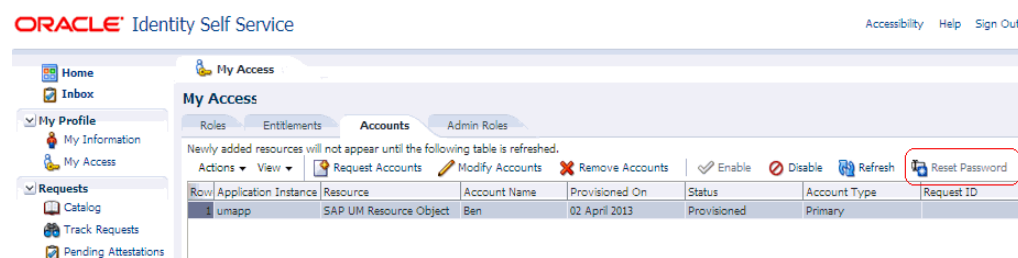 ORACLE Identity Self Service
Accessibility Help Sign Out
Home
Inbox
My Profile
My Information
My Access
Requests
Catalog
Track Requests
Pending Attestations
My Access
My Access
Roles Entitlements Accounts Admin Roles
Newly added resources will not appear until the following table is refreshed.
Actions View Request Accounts Modify Accounts Remove Accounts Enable Disable Refresh Reset Password
Row Application Instance Resource Account Name Provisioned On Status Account Type Request ID
1 umapp SAP UM Resource Object Ben 02 April 2013 Provisioned Primary